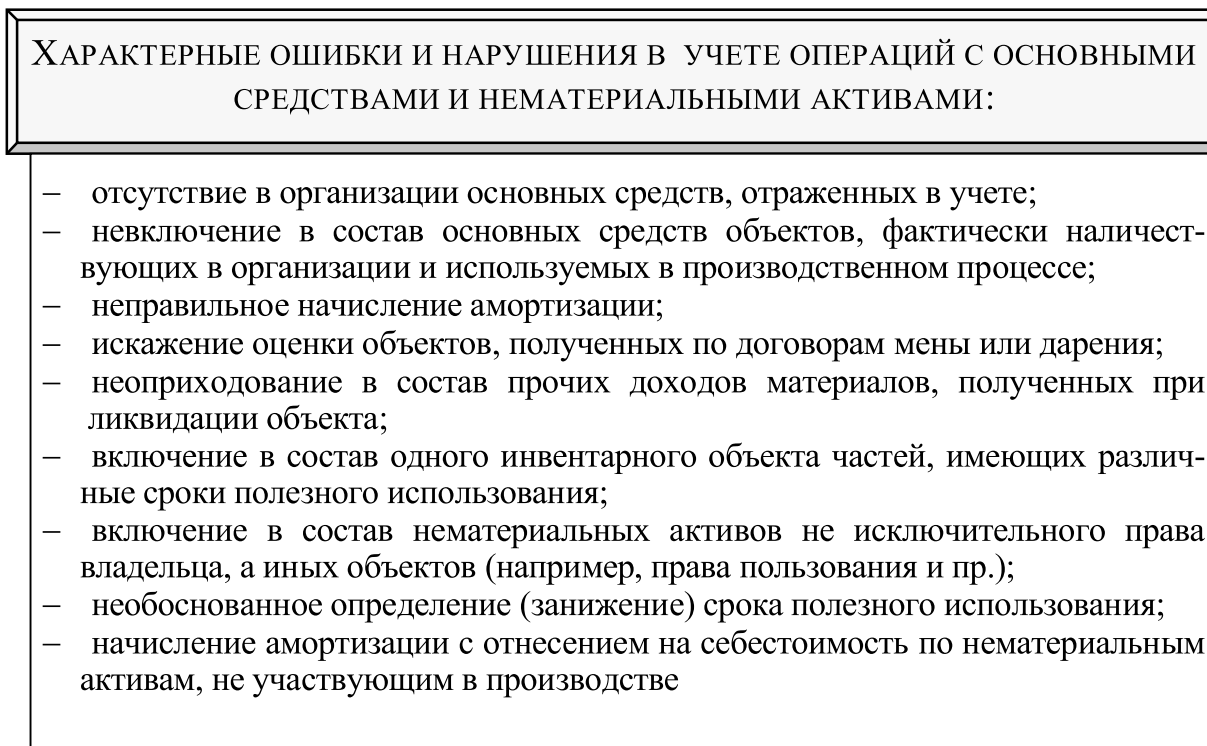 ХАРАКТЕРНЫЕ ОШИБКИ И НАРУШЕНИЯ В УЧЕТЕ ОПЕРАЦИЙ С ОСНОВНЫМИ
СРЕДСТВАМИ И НЕМАТЕРИАЛЬНЫМИ АКТИВАМИ:
– отсутствие в организации основных средств, отраженных в учете;
– невключение в состав основных средств объектов, фактически наличест-
вующих в организации и используемых в производственном процессе;
– неправильное начисление амортизации;
– искажение оценки объектов, полученных по договорам мены или дарения;
– неоприходование в состав прочих доходов материалов, полученных при
ликвидации объекта;
– включение в состав одного инвентарного объекта частей, имеющих различ-
ные сроки полезного использования;
– включение в состав нематериальных активов не исключительного права
владельца, а иных объектов (например, права пользования и пр.);
– необоснованное определение (занижение) срока полезного использования;
– начисление амортизации с отнесением на себестоимость по нематериальным
активам, не участвующим в производстве